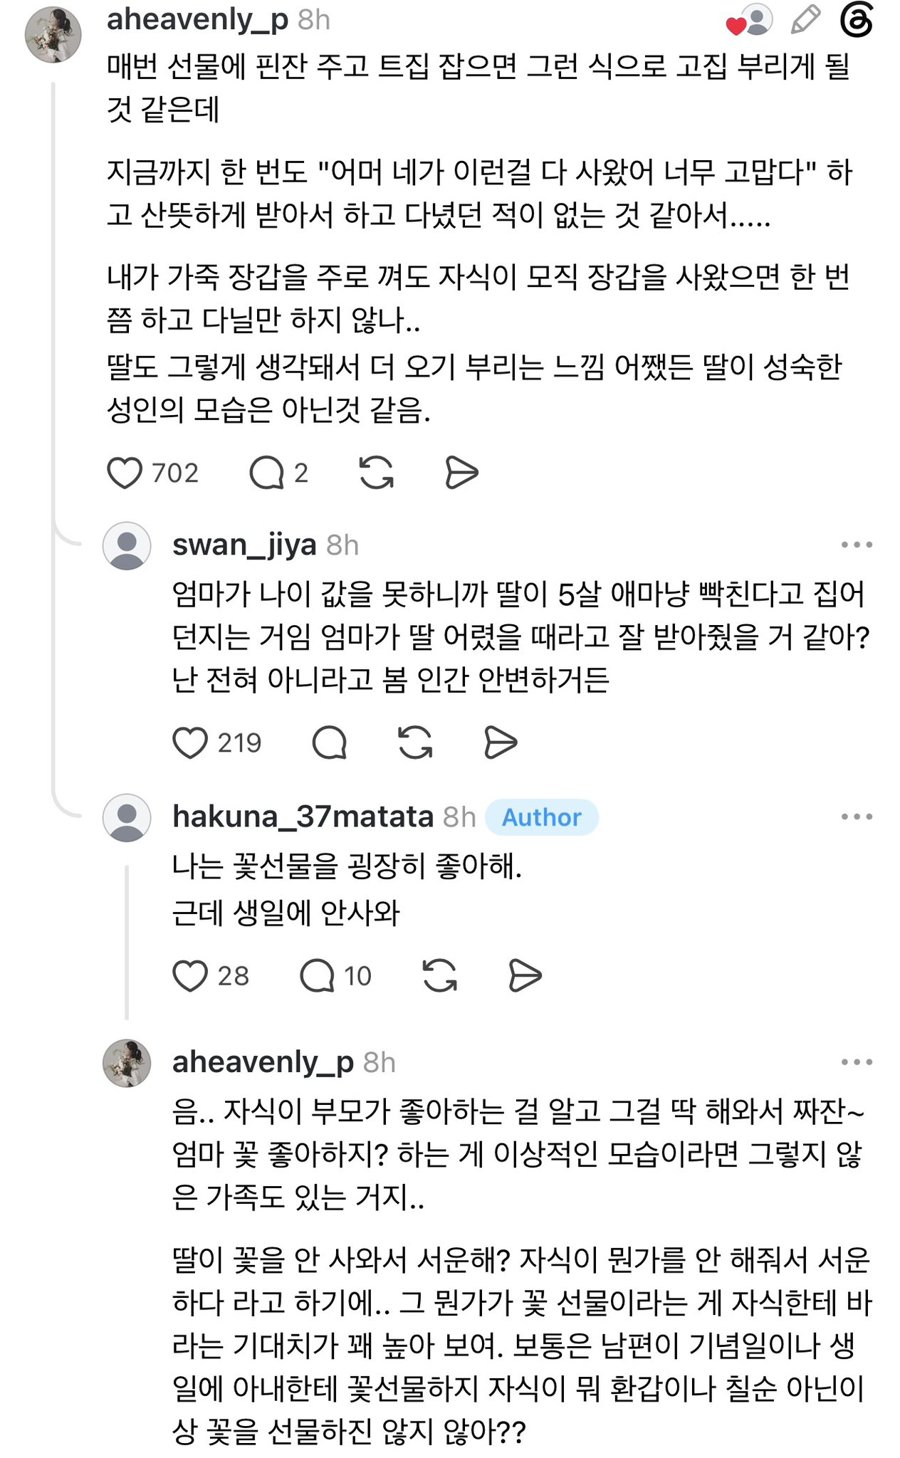 aheavenly_p 8h
매번 선물에 핀잔 주고 트집 잡으면 그런 식으로 고집 부리게 될
것 같은데
지금까지 한 번도 "어머 네가 이런걸 다 사왔어 너무 고맙다" 하
고 산뜻하게 받아서 하고 다녔던 적이 없는 것 같아서.....
내가 가죽 장갑을 주로 껴도 자식이 모직 장갑을 사왔으면 한 번
쯤 하고 다닐만 하지 않나..
딸도 그렇게 생각돼서 더 오기 부리는 느낌 어쨌든 딸이 성숙한
성인의 모습은 아닌것 같음.
702 2
swan_jiya 8h
엄마가 나이 값을 못하니까 딸이 5살 애마냥 빡친다고 집어
던지는 거임 엄마가 딸 어렸을 때라고 잘 받아줬을 거 같아?
난 전혀 아니라고 봄 인간 안변하거든
219
hakuna_37matata 8h Author
나는 꽃선물을 굉장히 좋아해.
근데 생일에 안사와
28 10
aheavenly_p 8h
음.. 자식이 부모가 좋아하는 걸 알고 그걸 딱 해와서 짜잔~
엄마 꽃 좋아하지? 하는 게 이상적인 모습이라면 그렇지 않
은 가족도 있는 거지..
딸이 꽃을 안 사와서 서운해? 자식이 뭔가를 안 해줘서 서운
하다 라고 하기에.. 그 뭔가가 꽃 선물이라는 게 자식한테 바
라는 기대치가 꽤 높아 보여. 보통은 남편이 기념일이나 생
일에 아내한테 꽃선물하지 자식이 뭐 환갑이나 칠순 아닌이
상 꽃을 선물하진 않지 않아??